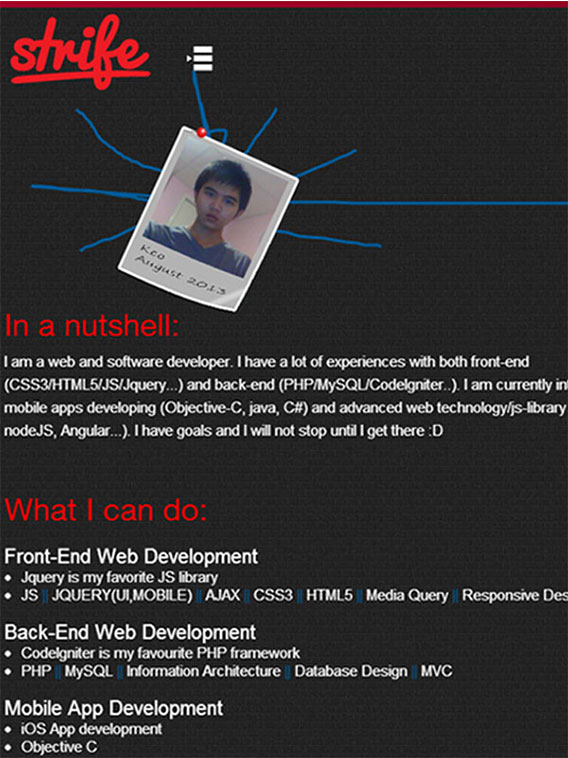 strife
Keo
August 2013
In a nutshell:
I am a web and software developer. I have a lot of experiences with both front-end
(CSS3/HTML5/JS/Jquery...) and back-end (PHP/MySQL/CodeIgniter..). I am currently int
mobile apps developing (Objective-C, java, C#) and advanced web technology/js-library
nodeJS, Angular...). I have goals and I will not stop until I get there :D
What I can do:
Front-End Web Development
• Jquery is my favorite JS library
• JS || JQUERY(UI,MOBILE) || AJAX || CSS3 || HTML5 || Media Query || Responsive Des
Back-End Web Development
• CodeIgniter is my favourite PHP framework
• PHP || MySQL || Information Architecture || Database Design || MVC
Mobile App Development
• iOS App development
• Objective C